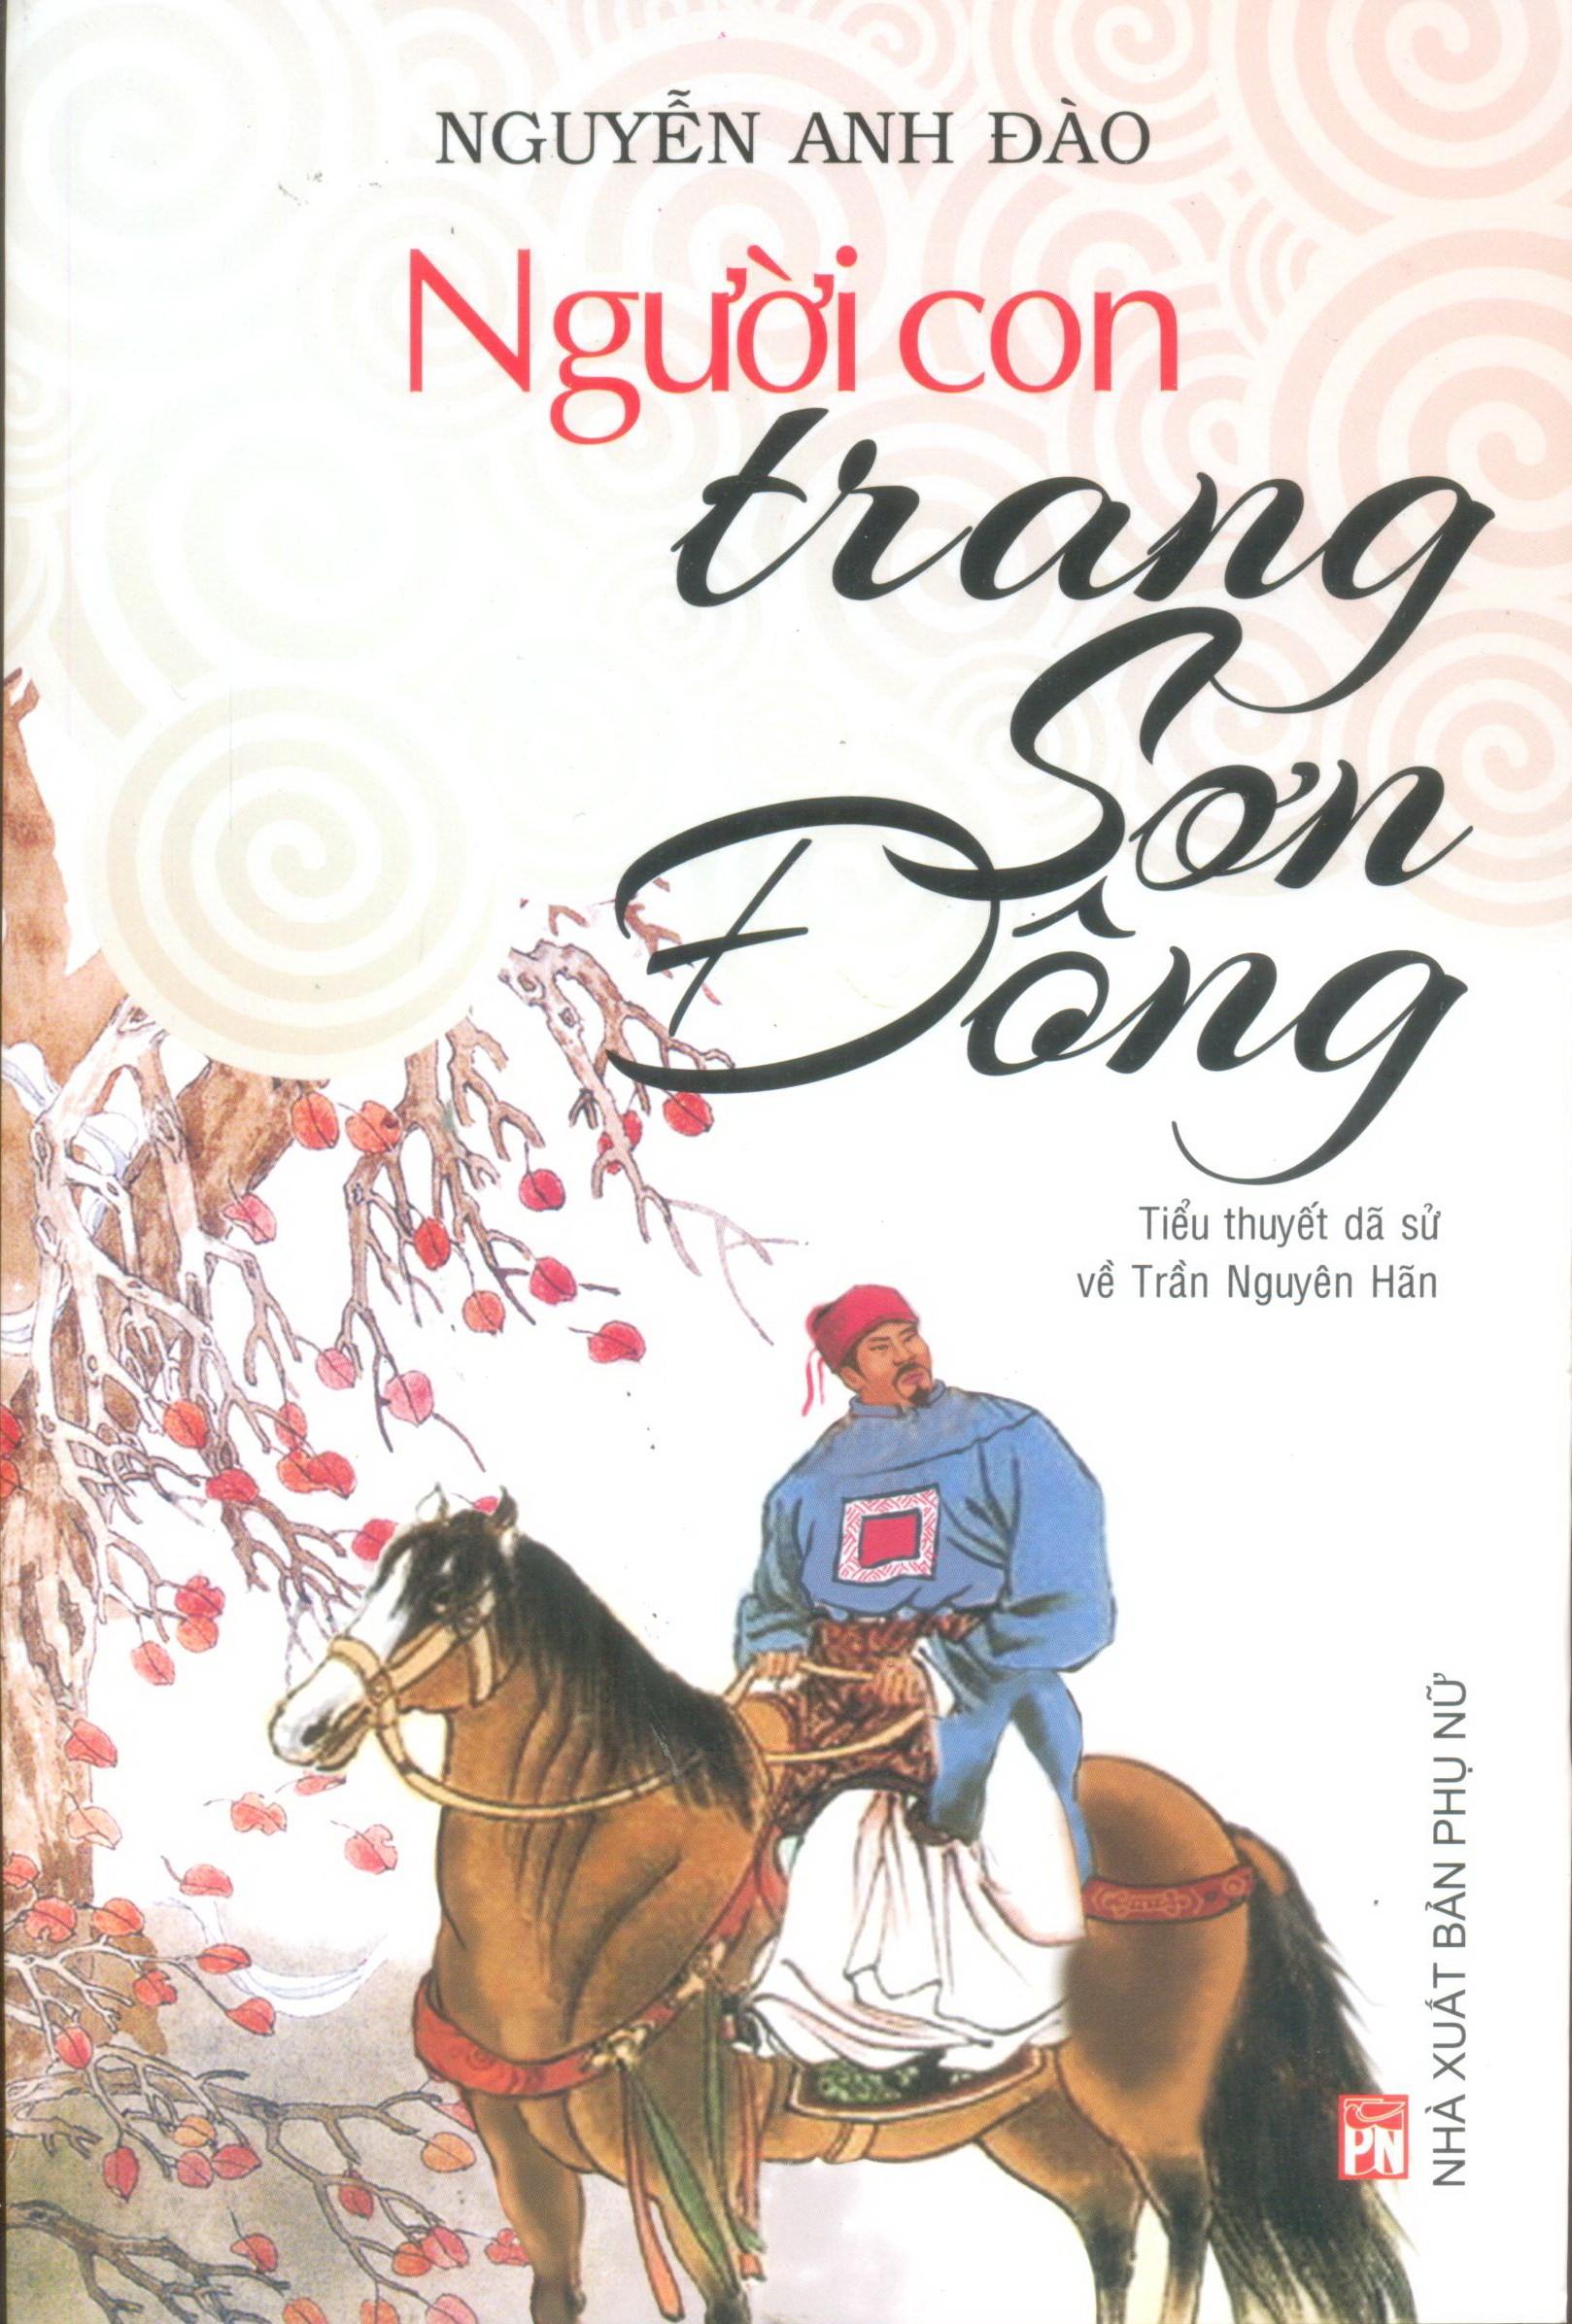 NGUYỄN ANH ĐÀO
Người con
trang
Sơn
Đông
Tiểu thuyết dã sử
về Trần Nguyên Hãn
PN
NHÀ XUẤT BẢN PHỤ NỮ